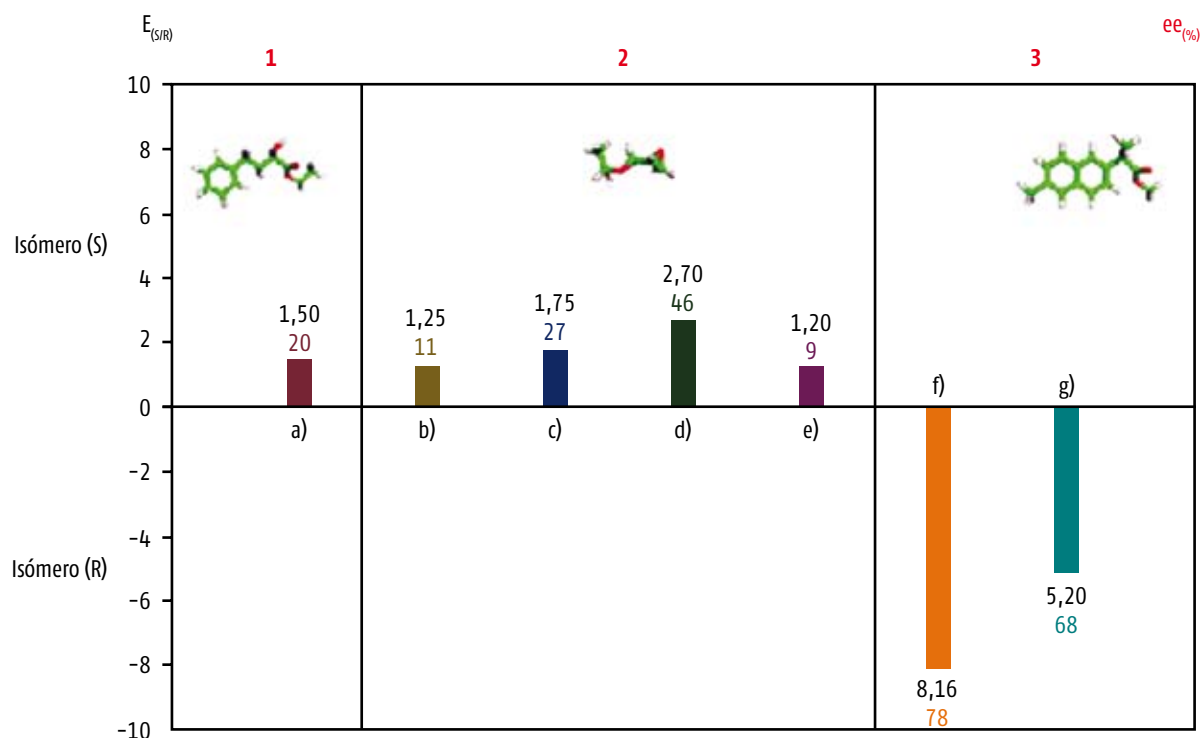 E(S/R)
ee(%)
1 2 3
10
8
6
4
2
0
−2
−4
−6
−8
−10
Isómero (S)
Isómero (R)
1,50
20
a)
1,25
11
b)
1,75
27
c)
2,70
46
d)
1,20
9
e)
f)
8,16
78
g)
5,20
68